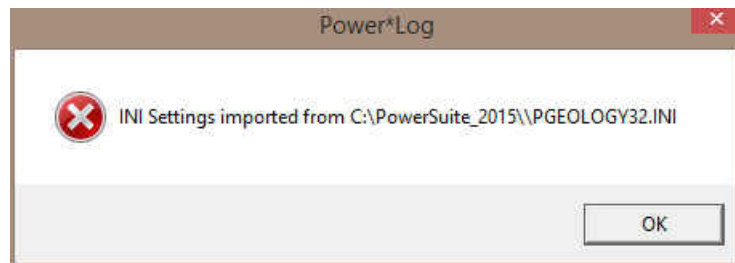 Power*Log
INI Settings imported from C:\PowerSuite_2015\\PGEOLOGY32.INI
OK